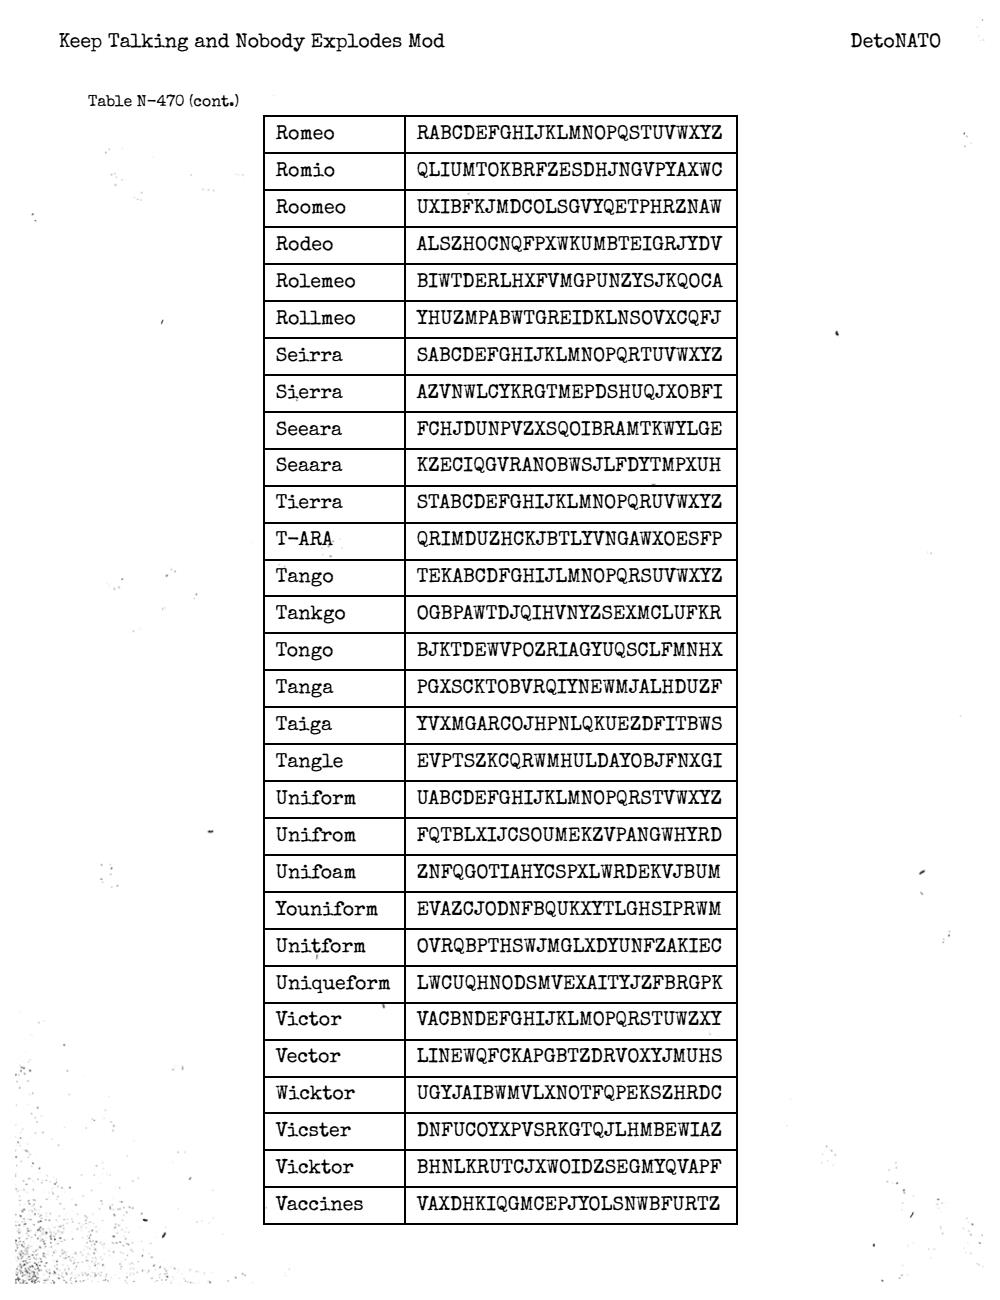 Keep Talking and Nobody Explodes Mod DetoNATO
Table N-470 (cont.)
Romeo RABCDEFGHIJKLMNOPQSTUVWXYZ
Romio QLIUMTOKBRFZESDHJNGVPYAXWC
Roomeo UXIBFKJMDCOLSGVYQETPHRZNAW
Rodeo ALSZHOCNQFPXWKUMBTEIGRJYDV
Rolemeo BIWTDERLHXFVMGPUNZYSJKQOCA
Rollmeo YHUZMPABWTGREIDKLNSOVXCQFJ
Seirra SABCDEFGHIJKLMNOPQRTUVWXYZ
Sierra AZVNWLCYKRGTMEPDSHUQJXOBFI
Seeara FCHJDUNPVZXSQOIBRAMTKWYLGE
Seaara KZECIQGVRANOBWSJLFDYTMPXUH
Tierra STABCDEFGHIJKLMNOPQRUVWXYZ
T-ARA QRIMDUZHCKJBTLYVNGAWXOESFP
Tango TEKABCDFGHIJLMNOPQRSUVWXYZ
Tankgo OGBPAWTDJQIHVNYZSEXMCLUFKR
Tongo BJKTDEWVPOZRIAGYUQSCLFMNHX
Tanga PGXSCKTOBVRQIYNEWMJALHDUZF
Taiga YVXMGARCOJHPNLQKUEZDFITBWS
Tangle EVPTSZKCQRWMHULDAYOBJFNXGI
Uniform UABCDEFGHIJKLMNOPQRSTVWXYZ
Unifrom FQTBLXIJCSOUMEKZVPANGWHYRD
Unifoam ZNFQGOTIAHYCSPXLWRDEKVJBUM
Youniform EVAZCJODNFBQUKXYTLGHSIPRWM
Unitform OVRQBPTHSWJMGLXDYUNFZAKIEC
Uniqueform LWCUQHNODSMVEXAITYJZFBRGPK
Victor VACBNDEFGHIJKLMOPQRSTUWZXY
Vector LINEWQFCKAPGBTZDRVOXYJMUHS
Wicktor UGYJAIBWMVLXNOTFQPEKSZHRDC
Vicster DNFUCOYXPVSRKGTQJLHMBEWIAZ
Vicktor BHNLKRUTCJXWOIDZSEGMYQVAPF
Vaccines VAXDHKIQGMCEPJYOLSNWBFURTZ